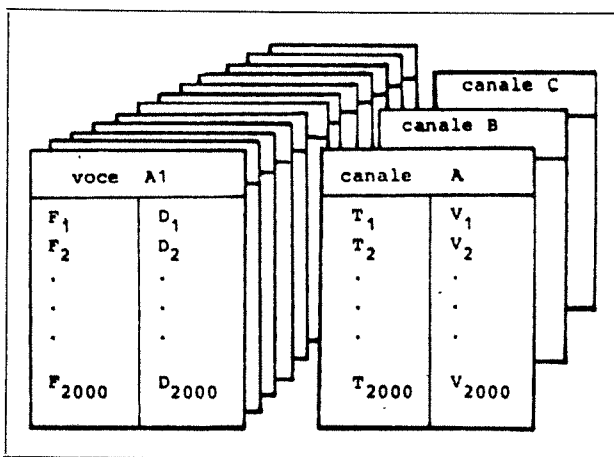 canale C
canale B
voce A1
canale A
F1 D1
F2 D2
. .
. .
. .
F2000 D2000
T1 V1
T2 V2
. .
. .
. .
T2000 V2000